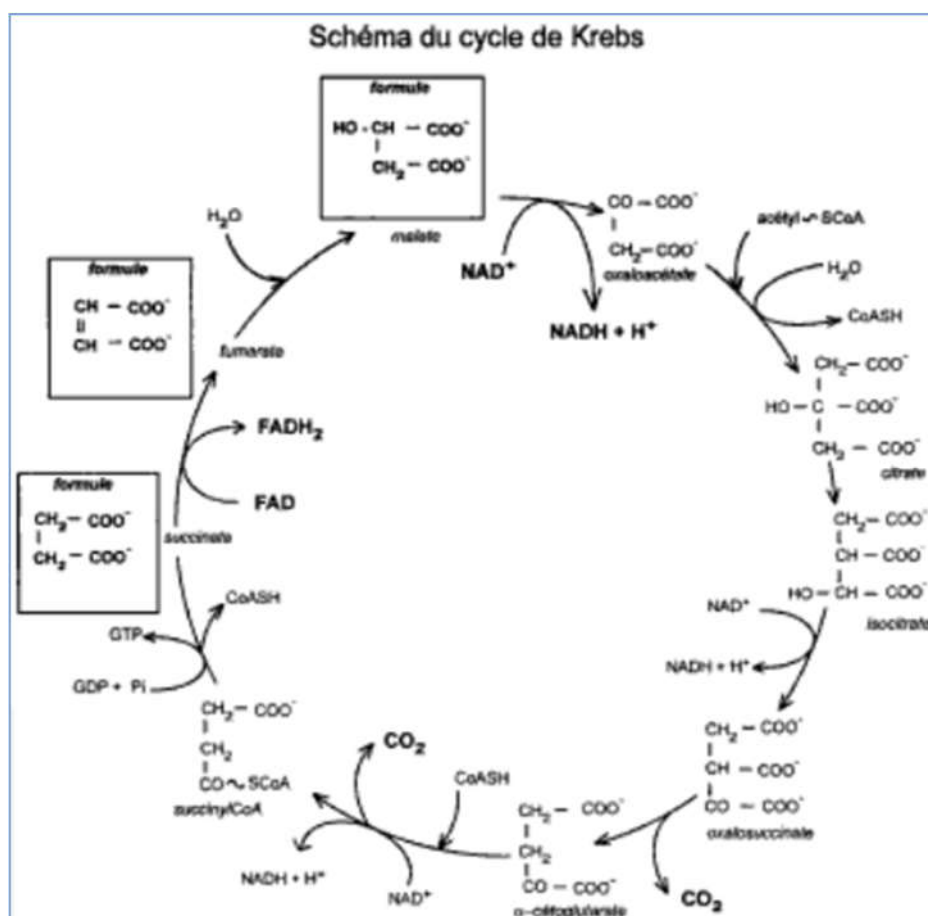 Schéma du cycle de Krebs
formule
HO - CH – COO⁻
|
CH₂ – COO⁻
malate
NAD⁺
NADH + H⁺
CO – COO⁻
|
CH₂ – COO⁻
oxaloacétate
acétyl~SCoA
H₂O
CoASH
CH₂ – COO⁻
|
HO – C – COO⁻
|
CH₂ – COO⁻
citrate
CH₂ – COO⁻
|
CH – COO⁻
|
HO – CH – COO⁻
isocitrate
NAD⁺
NADH + H⁺
CH₂ – COO⁻
|
CH – COO⁻
|
CO – COO⁻
oxalosuccinate
CO₂
CH₂ – COO⁻
|
CH₂
|
CO – COO⁻
α-cétoglutarate
CoASH
CO₂
NAD⁺
NADH + H⁺
CH₂ – COO⁻
|
CH₂
|
CO~SCoA
succinylCoA
GDP + Pi
GTP
CoASH
succinate
formule
CH₂ – COO⁻
|
CH₂ – COO⁻
FAD
FADH₂
fumarate
formule
CH – COO⁻
||
CH – COO⁻
H₂O